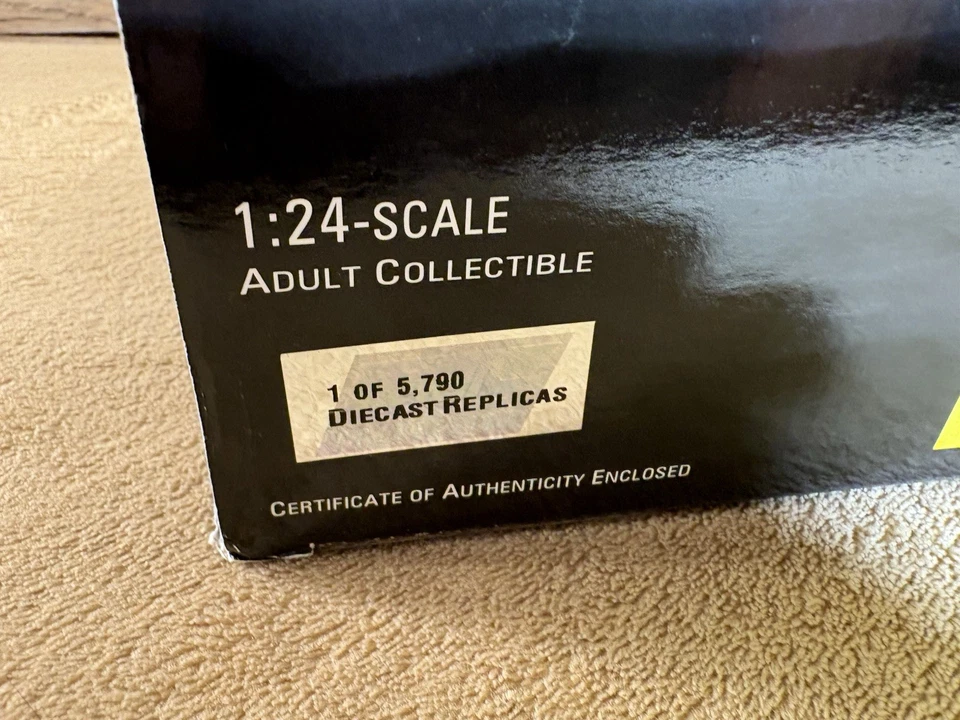 1:24-SCALE
ADULT COLLECTIBLE
1 OF 5,790
DIECAST REPLICAS
CERTIFICATE OF AUTHENTICITY ENCLOSED